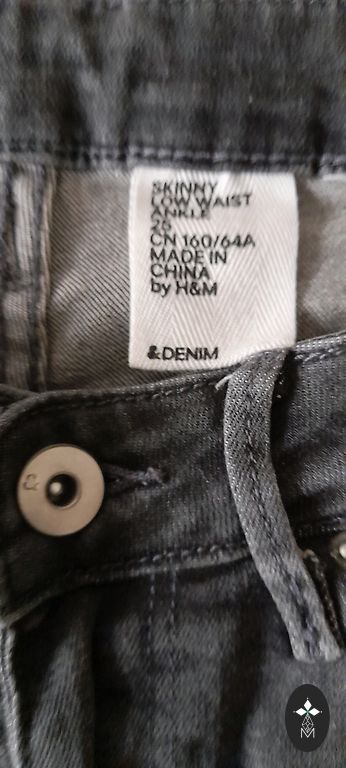 SKINNY
LOW WAIST
ANKLE
25
CN 160/64A
MADE IN
CHINA
by H&M
&DENIM
&